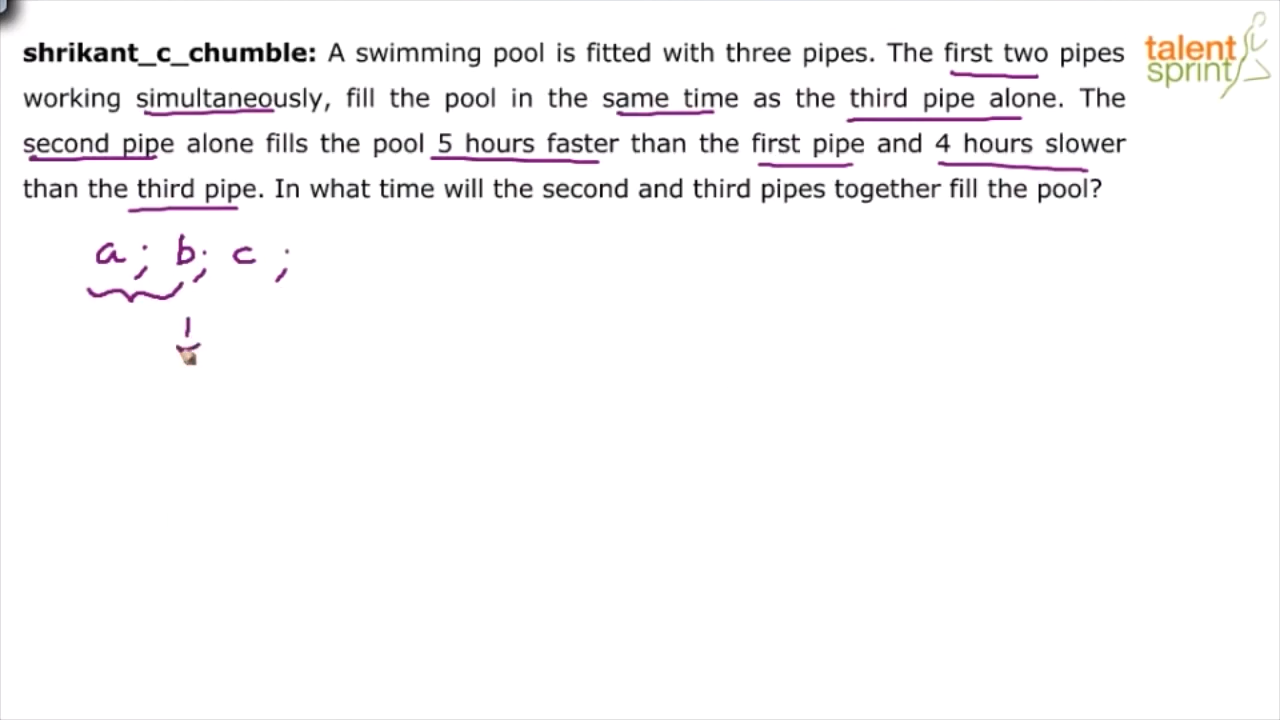 shrikant_c_chumble: A swimming pool is fitted with three pipes. The first two pipes
working simultaneously, fill the pool in the same time as the third pipe alone. The
second pipe alone fills the pool 5 hours faster than the first pipe and 4 hours slower
than the third pipe. In what time will the second and third pipes together fill the pool?
talent
sprint
a; b; c;
1